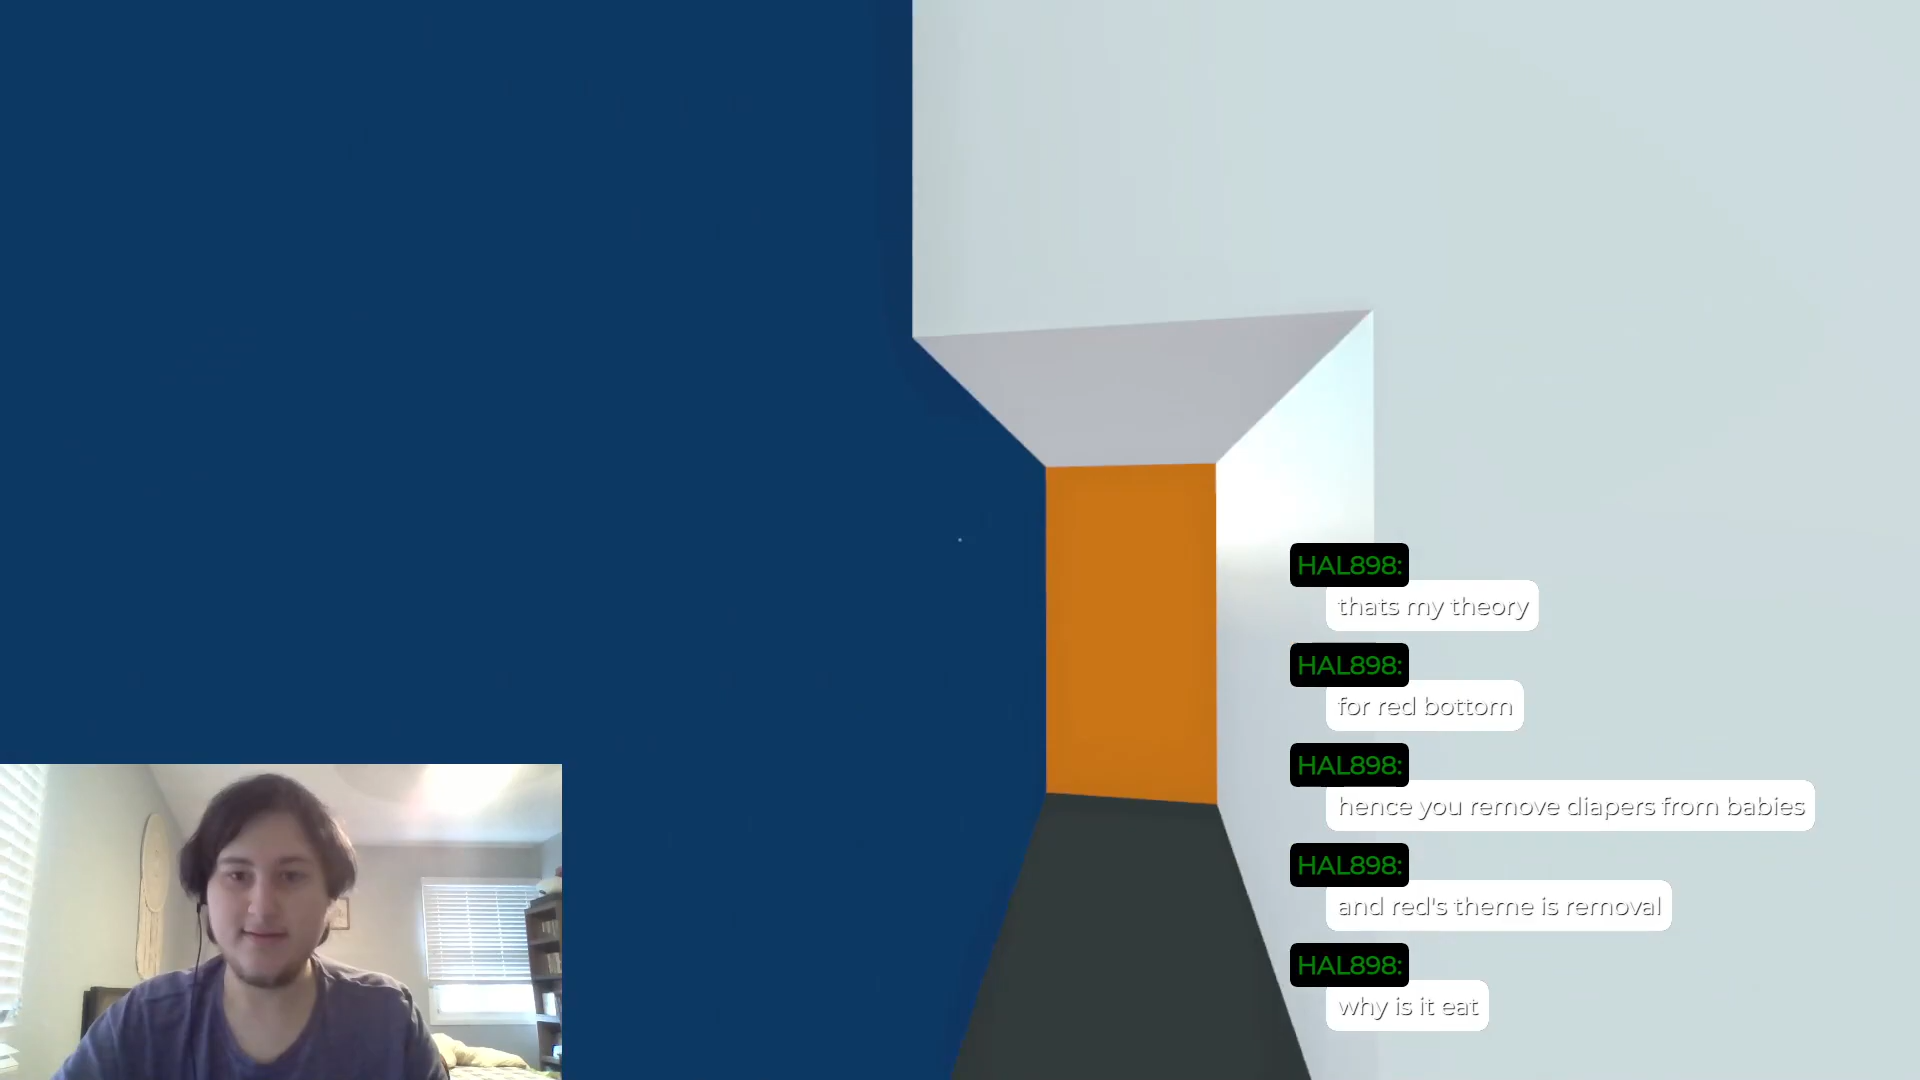 HAL898:
thats my theory
HAL898:
for red bottom
HAL898:
hence you remove diapers from babies
HAL898:
and red's theme is removal
HAL898:
why is it eat